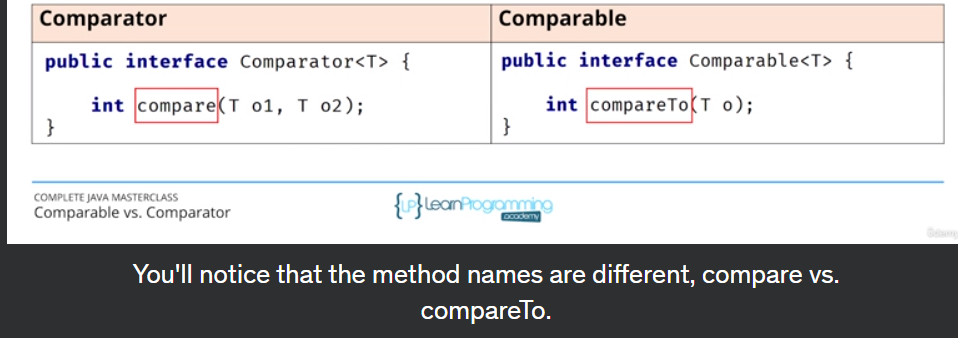 Comparator
Comparable
public interface Comparator<T> {
public interface Comparable<T> {
int compare(T o1, T o2);
int compareTo(T o);
}
}
COMPLETE JAVA MASTERCLASS
Comparable vs. Comparator
{LP} LearnProgramming
academy
Udemy
You'll notice that the method names are different, compare vs.
compareTo.